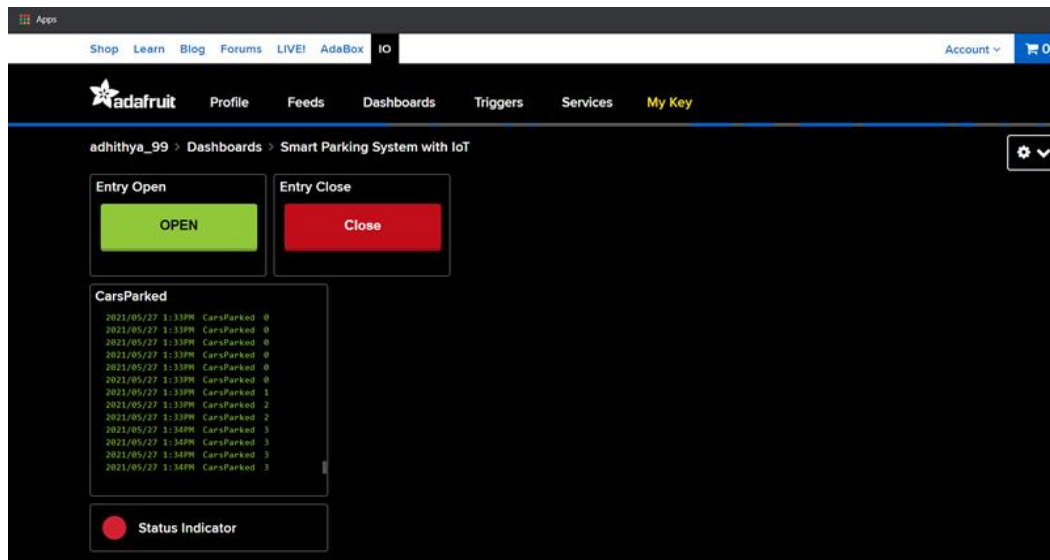 Apps
Shop Learn Blog Forums LIVE! AdaBox IO Account 0
adafruit Profile Feeds Dashboards Triggers Services My Key
adhithya_99 > Dashboards > Smart Parking System with IoT
Entry Open Entry Close
OPEN Close
CarsParked
2021/05/27 1:33PM CarsParked 0
2021/05/27 1:33PM CarsParked 0
2021/05/27 1:33PM CarsParked 0
2021/05/27 1:33PM CarsParked 0
2021/05/27 1:33PM CarsParked 0
2021/05/27 1:33PM CarsParked 0
2021/05/27 1:33PM CarsParked 1
2021/05/27 1:33PM CarsParked 2
2021/05/27 1:33PM CarsParked 2
2021/05/27 1:34PM CarsParked 3
2021/05/27 1:34PM CarsParked 3
2021/05/27 1:34PM CarsParked 3
2021/05/27 1:34PM CarsParked 3
Status Indicator